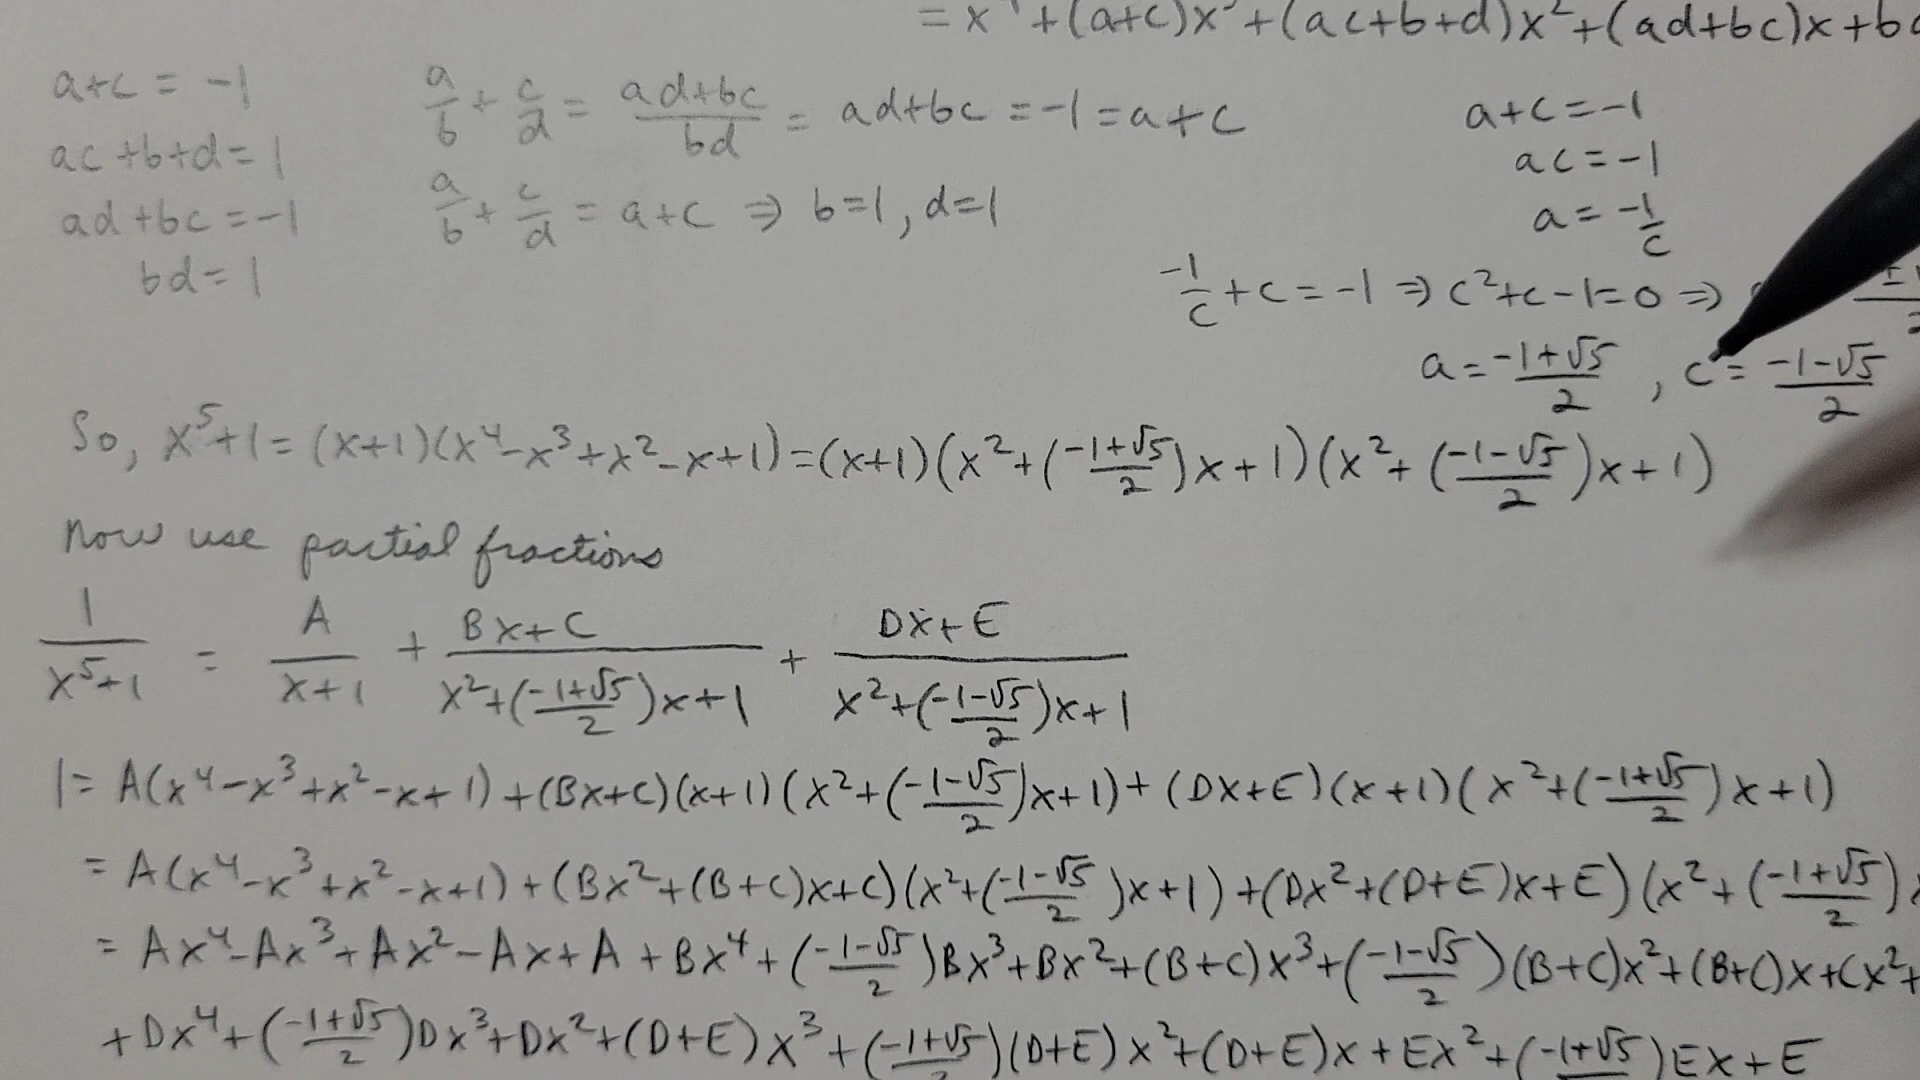 = x⁴ + (a+c)x³ + (ac+b+d)x² + (ad+bc)x + b
a+c = -1
ac+b+d = 1
ad+bc = -1
bd = 1
a/b + c/d = (ad+bc)/bd = ad+bc = -1 = a+c
a/b + c/d = a+c ⇒ b=1, d=1
a+c = -1
ac = -1
a = -1/c
-1/c + c = -1 ⇒ c²+c-1=0 ⇒
a = (-1+√5)/2 , c = (-1-√5)/2
So, x⁵+1 = (x+1)(x⁴-x³+x²-x+1) = (x+1)(x²+((-1+√5)/2)x+1)(x²+((-1-√5)/2)x+1)
Now use partial fractions
1/(x⁵+1) = A/(x+1) + (Bx+C)/(x²+((-1+√5)/2)x+1) + (Dx+E)/(x²+((-1-√5)/2)x+1)
1 = A(x⁴-x³+x²-x+1) + (Bx+C)(x+1)(x²+((-1-√5)/2)x+1) + (Dx+E)(x+1)(x²+((-1+√5)/2)x+1)
= A(x⁴-x³+x²-x+1) + (Bx²+(B+C)x+C)(x²+((-1-√5)/2)x+1) + (Dx²+(D+E)x+E)(x²+((-1+√5)/2)
= Ax⁴-Ax³+Ax²-Ax+A+Bx⁴+((-1-√5)/2)Bx³+Bx²+(B+C)x³+((-1-√5)/2)(B+C)x²+(B+C)x+Cx²+
+Dx⁴+((-1+√5)/2)Dx³+Dx²+(D+E)x³+((-1+√5)/2)(D+E)x²+(D+E)x+Ex²+(-1+√5)Ex+E